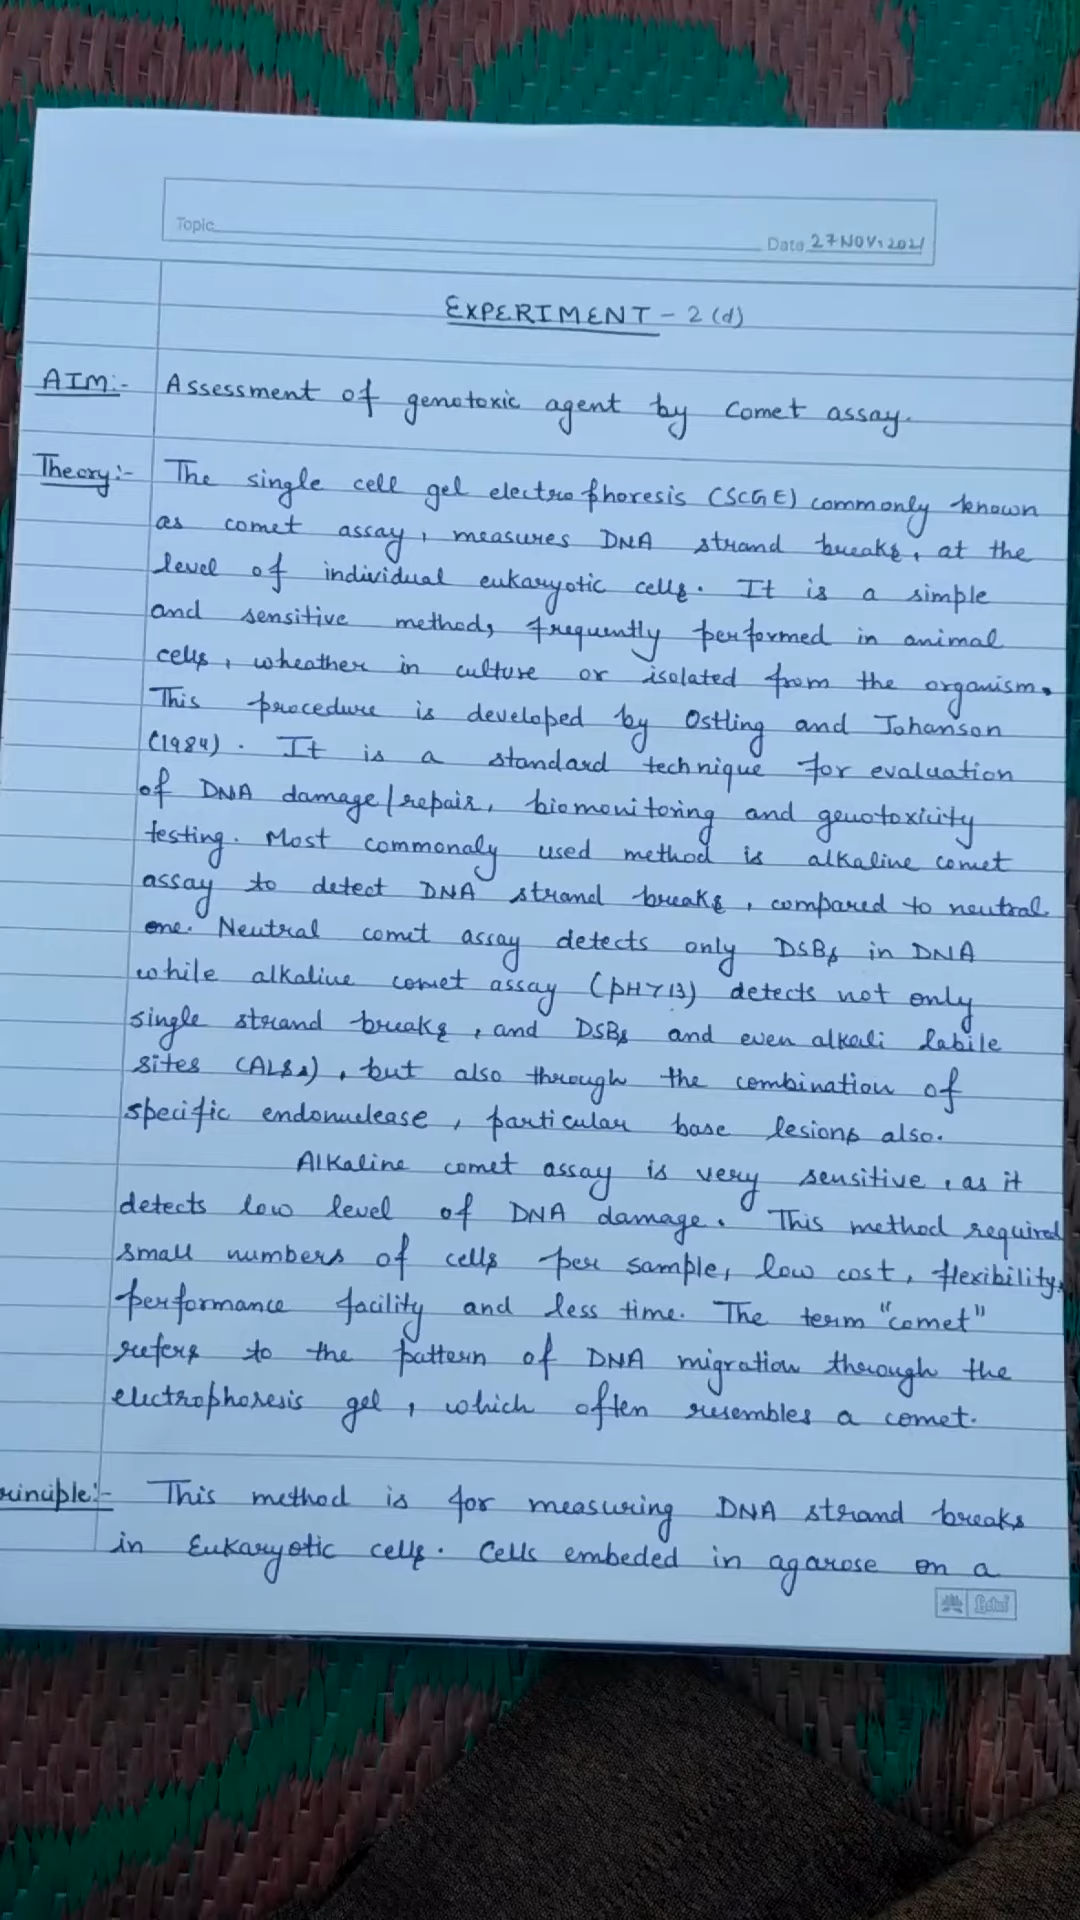 Topic
Date 27 NOV. 2021
EXPERIMENT - 2 (d)
AIM:- Assessment of genotoxic agent by Comet assay.
Theory:- The single cell gel electrophoresis (SCGE) commonly known
as comet assay, measures DNA strand breaks, at the
level of individual eukaryotic cells. It is a simple
and sensitive method, frequently performed in animal
cells, wheather in culture or isolated from the organism.
This procedure is developed by Ostling and Johanson
(1984). It is a standard technique for evaluation
of DNA damage/repair, biomonitoring and genotoxicity
testing. Most commonaly used method is alkaline comet
assay to detect DNA strand breaks, compared to neutral
one. Neutral comet assay detects only DSBs in DNA
while alkaline comet assay (pH>13) detects not only
single strand breaks, and DSBs and even alkali labile
sites (ALSs), but also through the combination of
specific endonuclease, particular base lesions also.
Alkaline comet assay is very sensitive, as it
detects low level of DNA damage. This method required
small numbers of cells per sample, low cost, flexibility,
performance facility and less time. The term "comet"
refers to the pattern of DNA migration through the
electrophoresis gel, which often resembles a comet.
rinciple:- This method is for measuring DNA strand breaks
in Eukaryotic cells. Cells embeded in agarose on a